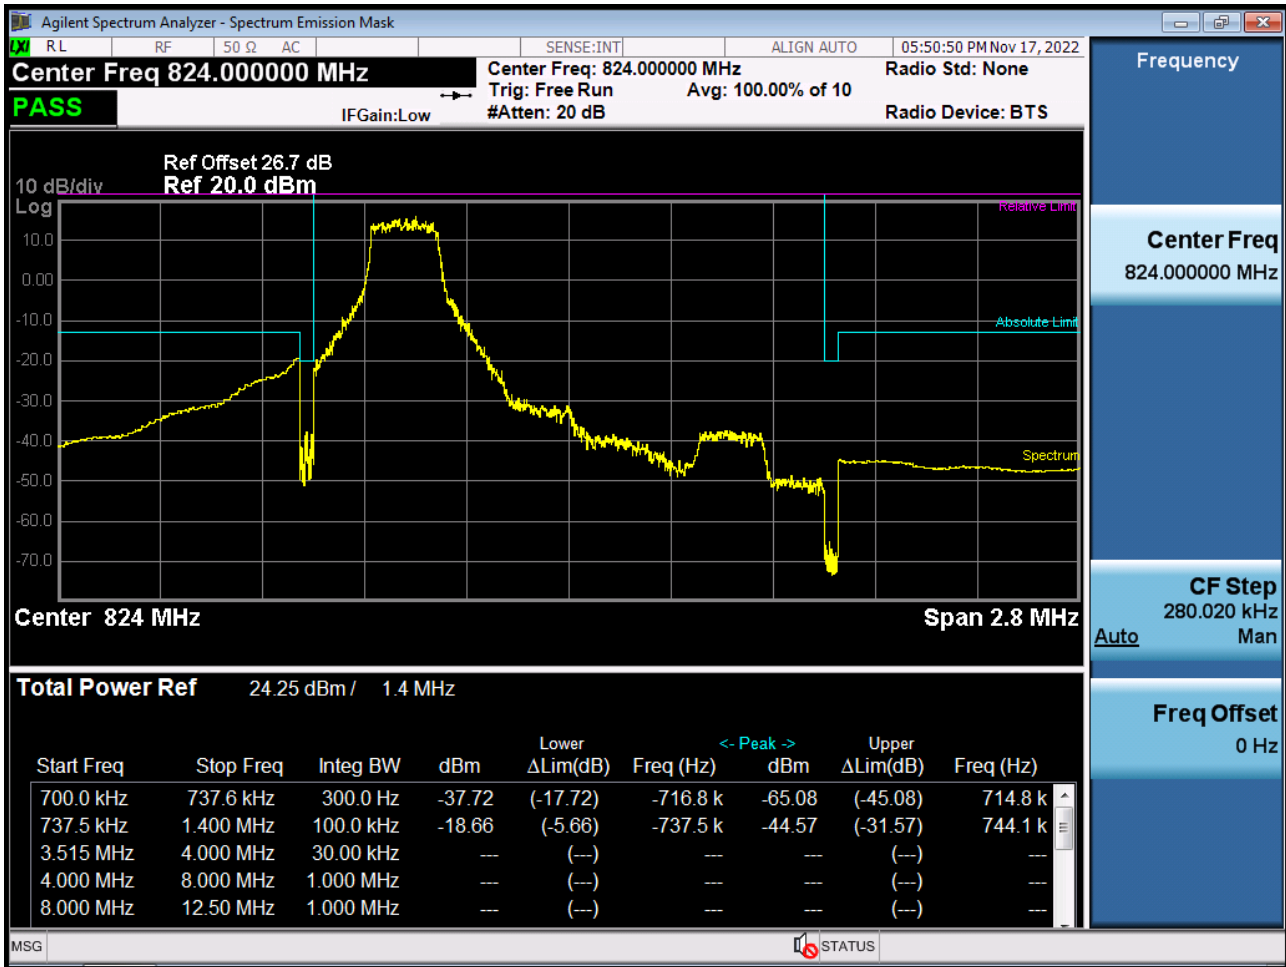 Agilent Spectrum Analyzer - Spectrum Emission Mask
LXI RL RF 50 Ω AC SENSE:INT ALIGN AUTO 05:50:50 PM Nov 17, 2022
Center Freq 824.000000 MHz
Center Freq: 824.000000 MHz Radio Std: None
Trig: Free Run Avg: 100.00% of 10
PASS
IFGain:Low #Atten: 20 dB Radio Device: BTS
Frequency
Ref Offset 26.7 dB
10 dB/div Ref 20.0 dBm
Log
Relative Limit
10.0
0.00
-10.0
Absolute Limit
-20.0
-30.0
-40.0
Spectrum
-50.0
-60.0
-70.0
Center 824 MHz Span 2.8 MHz
Center Freq
824.000000 MHz
CF Step
280.020 kHz
Auto Man
Freq Offset
0 Hz
Total Power Ref 24.25 dBm / 1.4 MHz
Lower <- Peak -> Upper
Start Freq Stop Freq Integ BW dBm ΔLim(dB) Freq (Hz) dBm ΔLim(dB) Freq (Hz)
700.0 kHz 737.6 kHz 300.0 Hz -37.72 (-17.72) -716.8 k -65.08 (-45.08) 714.8 k
737.5 kHz 1.400 MHz 100.0 kHz -18.66 (-5.66) -737.5 k -44.57 (-31.57) 744.1 k
3.515 MHz 4.000 MHz 30.00 kHz --- (---) --- --- (---) ---
4.000 MHz 8.000 MHz 1.000 MHz --- (---) --- --- (---) ---
8.000 MHz 12.50 MHz 1.000 MHz --- (---) --- --- (---) ---
MSG STATUS